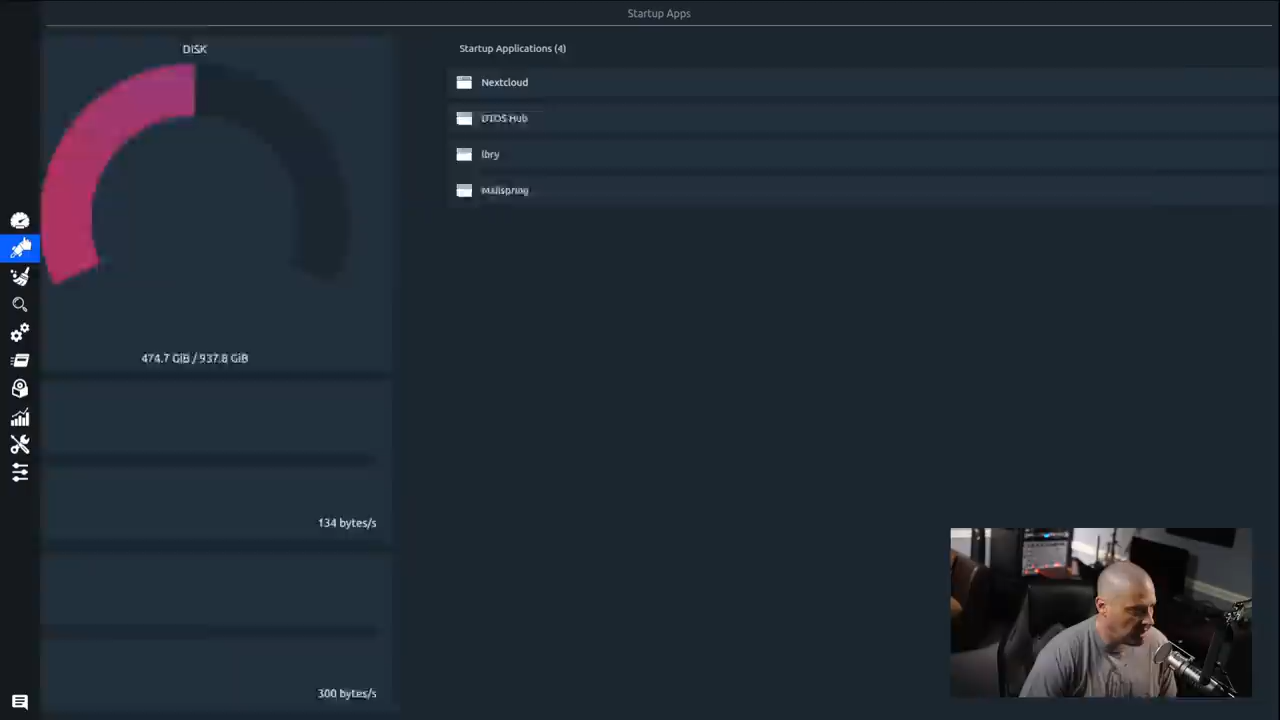 Startup Apps
DISK
474.7 GiB / 937.8 GiB
134 bytes/s
300 bytes/s
Startup Applications (4)
Nextcloud
DTOS Hub
lbry
Mailspring